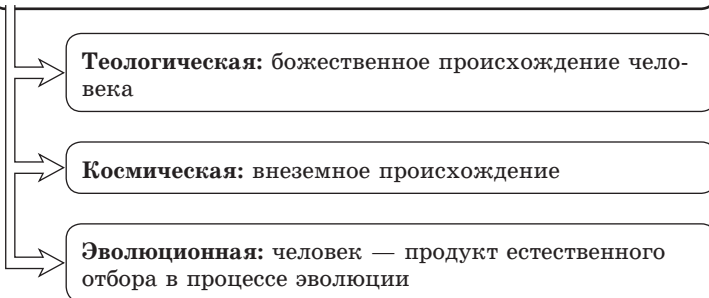 Теологическая: божественное происхождение чело-
века
Космическая: внеземное происхождение
Эволюционная: человек — продукт естественного
отбора в процессе эволюции